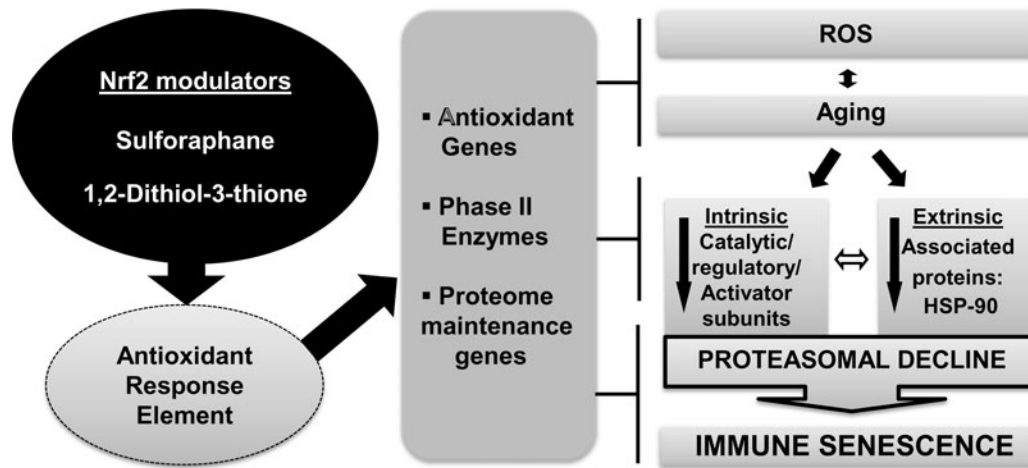 Nrf2 modulators
Sulforaphane
1,2-Dithiol-3-thione
Antioxidant
Response
Element
▪ Antioxidant
Genes
▪ Phase II
Enzymes
▪ Proteome
maintenance
genes
ROS
Aging
Intrinsic
Catalytic/
regulatory/
Activator
subunits
Extrinsic
Associated
proteins:
HSP-90
PROTEASOMAL DECLINE
IMMUNE SENESCENCE